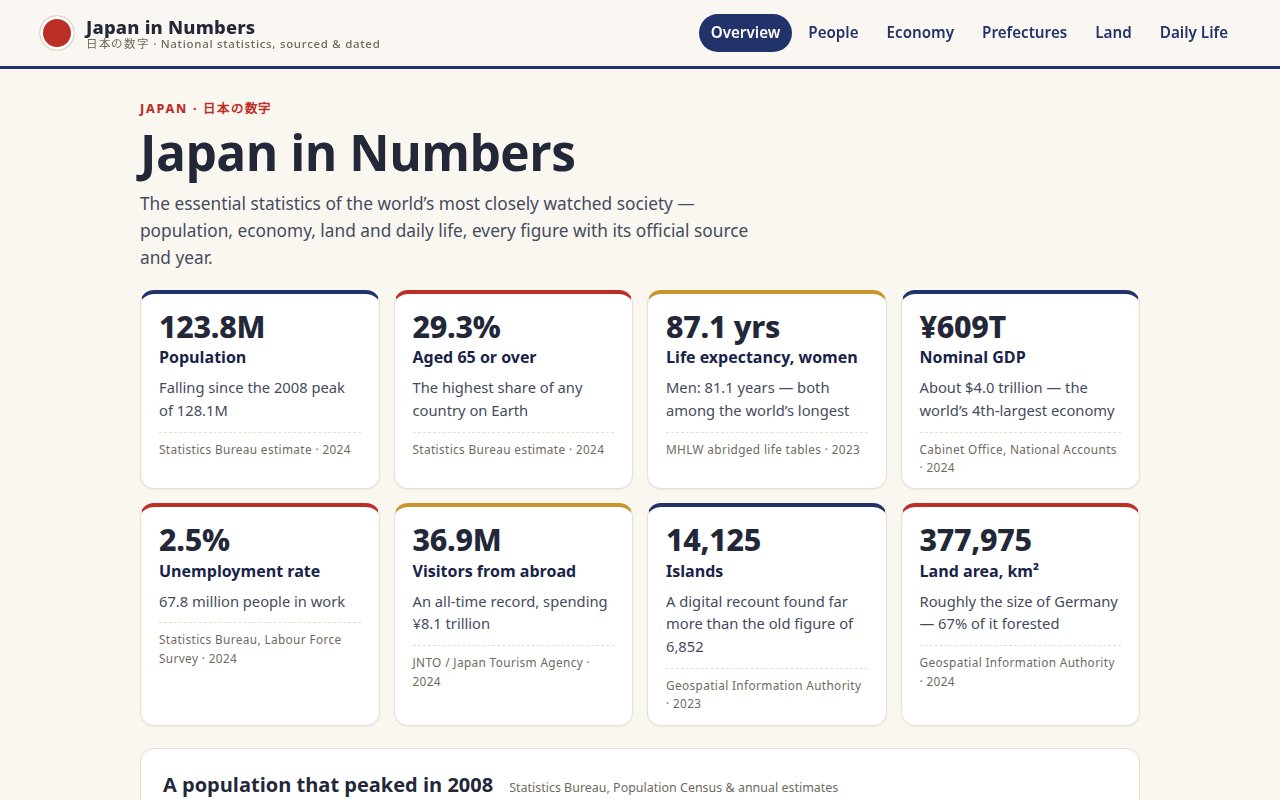 Japan in Numbers
日本の数字 · National statistics, sourced & dated
Overview
People
Economy
Prefectures
Land
Daily Life
JAPAN · 日本の数字
Japan in Numbers
The essential statistics of the world’s most closely watched society —
population, economy, land and daily life, every figure with its official source
and year.
123.8M
Population
Falling since the 2008 peak
of 128.1M
Statistics Bureau estimate · 2024
29.3%
Aged 65 or over
The highest share of any
country on Earth
Statistics Bureau estimate · 2024
87.1 yrs
Life expectancy, women
Men: 81.1 years — both
among the world’s longest
MHLW abridged life tables · 2023
¥609T
Nominal GDP
About $4.0 trillion — the
world’s 4th-largest economy
Cabinet Office, National Accounts
· 2024
2.5%
Unemployment rate
67.8 million people in work
Statistics Bureau, Labour Force
Survey · 2024
36.9M
Visitors from abroad
An all-time record, spending
¥8.1 trillion
JNTO / Japan Tourism Agency ·
2024
14,125
Islands
A digital recount found far
more than the old figure of
6,852
Geospatial Information Authority
· 2023
377,975
Land area, km²
Roughly the size of Germany
— 67% of it forested
Geospatial Information Authority
· 2024
A population that peaked in 2008 Statistics Bureau, Population Census & annual estimates